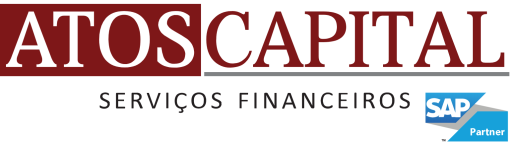 ATOSCAPITAL
SERVIÇOS FINANCEIROS
SAP
Partner